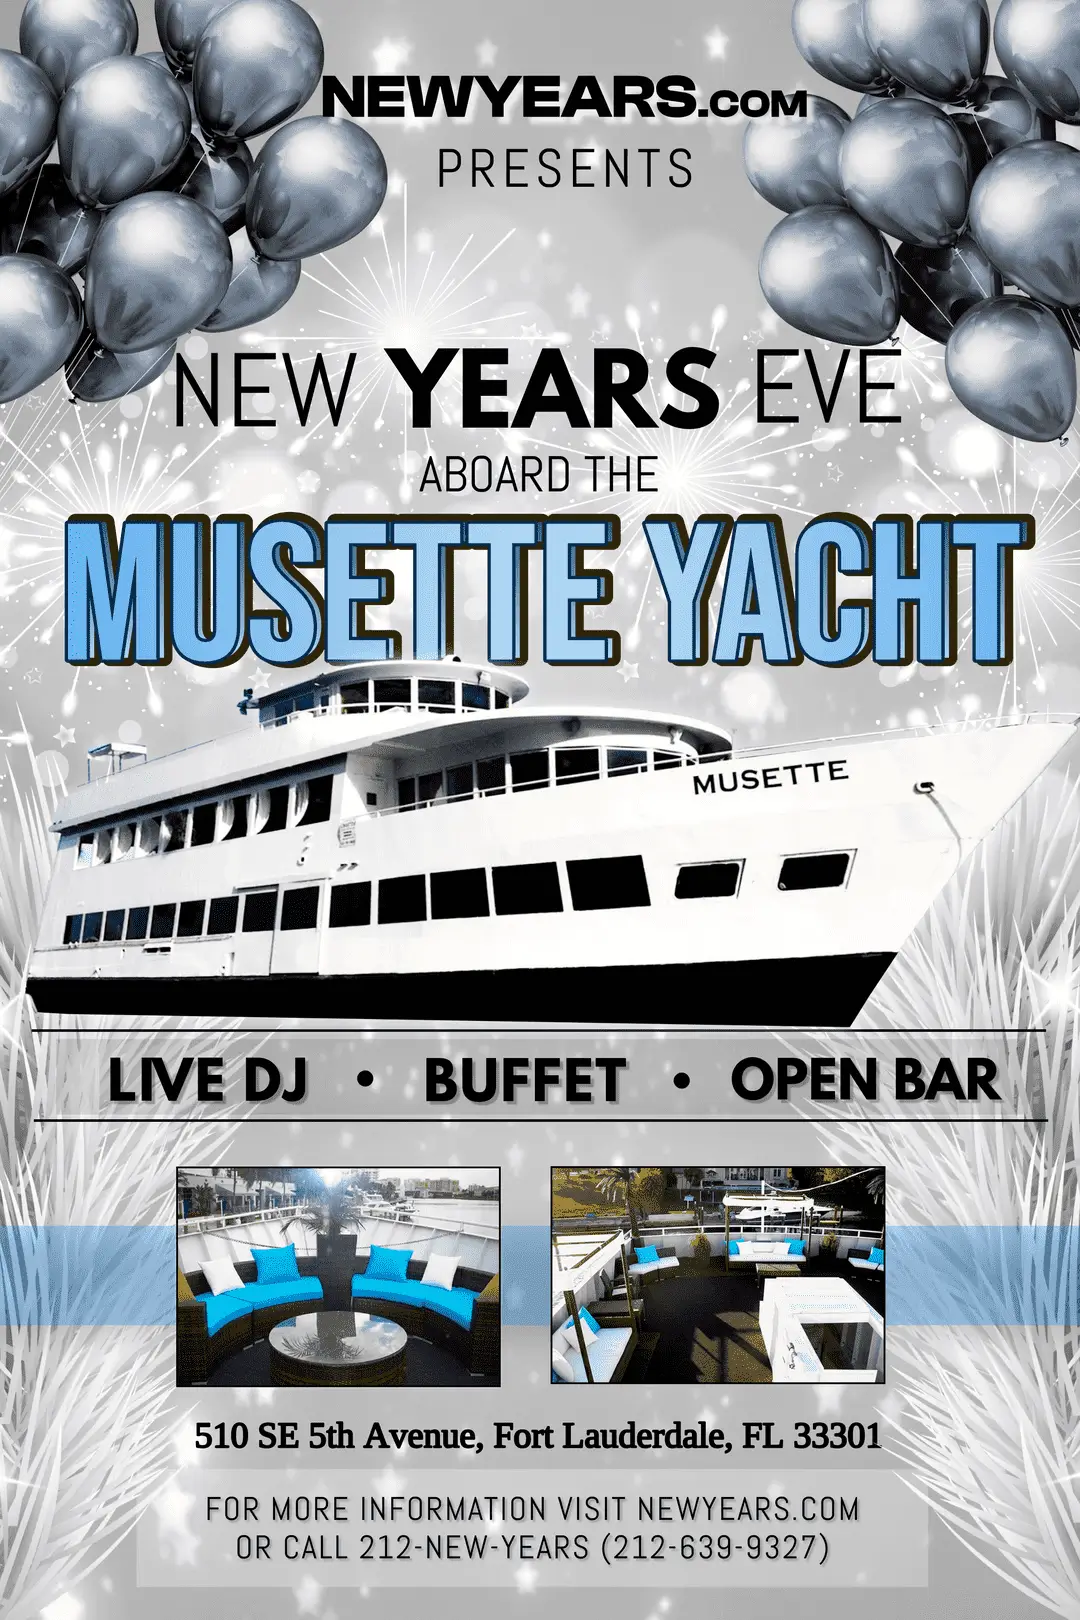 NEWYEARS.COM
PRESENTS
NEW YEARS EVE
ABOARD THE
MUSETTE YACHT
MUSETTE
LIVE DJ • BUFFET • OPEN BAR
510 SE 5th Avenue, Fort Lauderdale, FL 33301
FOR MORE INFORMATION VISIT NEWYEARS.COM
OR CALL 212-NEW-YEARS (212-639-9327)